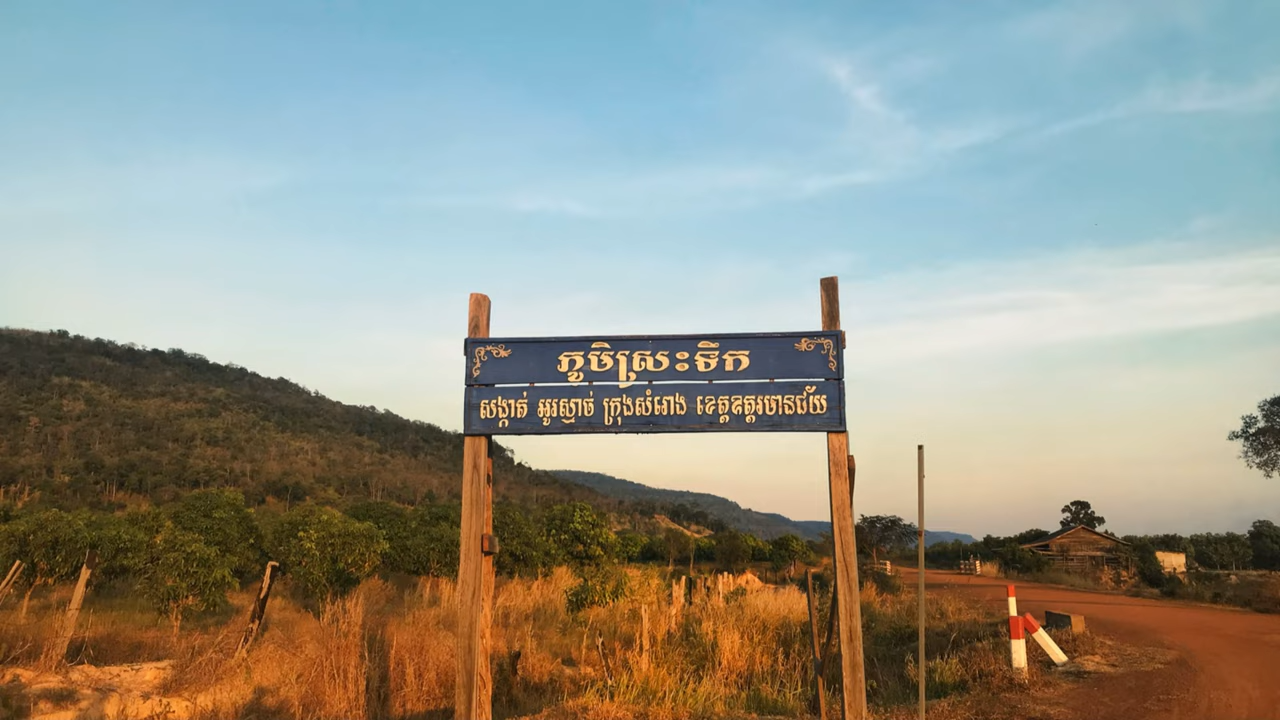 ភូមិស្រះទឹក
សង្កាត់ អូរស្មាច់ ក្រុងសំរោង ខេត្តឧត្តរមានជ័យ